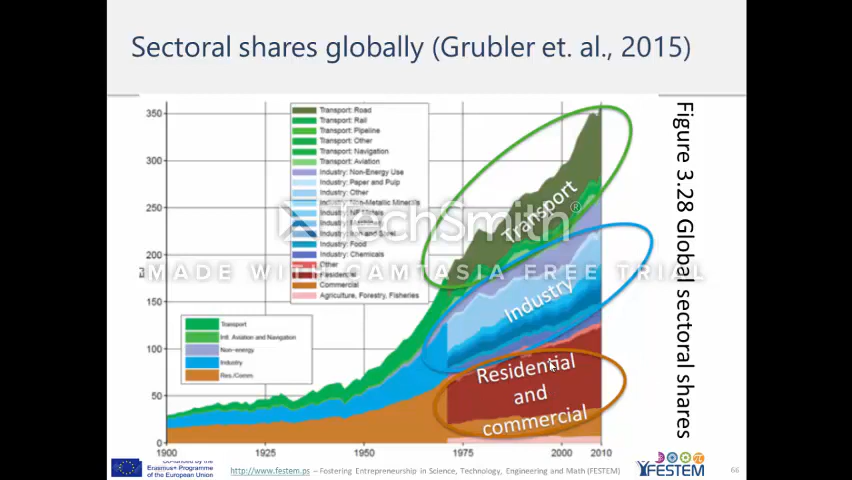 Sectoral shares globally (Grubler et. al., 2015)
350
300
250
200
150
100
50
0
EJ
1900
1925
1950
1975
2000
2010
Transport: Road
Transport: Rail
Transport: Pipeline
Transport: Other
Transport: Navigation
Transport: Aviation
Industry: Non-Energy Use
Industry: Paper and Pulp
Industry: Other
Industry: Non-Metallic Minerals
Industry:
Industry:
Industry: Iron and Steel
Industry: Food
Industry: Chemicals
Other
Residential
Commercial
Agriculture, Forestry, Fisheries
Transport
Intl. Aviation and Navigation
Non-energy
Industry
Res./Comm.
Transport
Industry
Residential
and
commercial
Figure 3.28 Global sectoral shares
TechSmith®
MADE WITH CAMTASIA FREE TRIAL
Co-funded by the
Erasmus+ Programme
of the European Union
http://www.festem.ps – Fostering Entrepreneurship in Science, Technology, Engineering and Math (FESTEM)
FESTEM
66